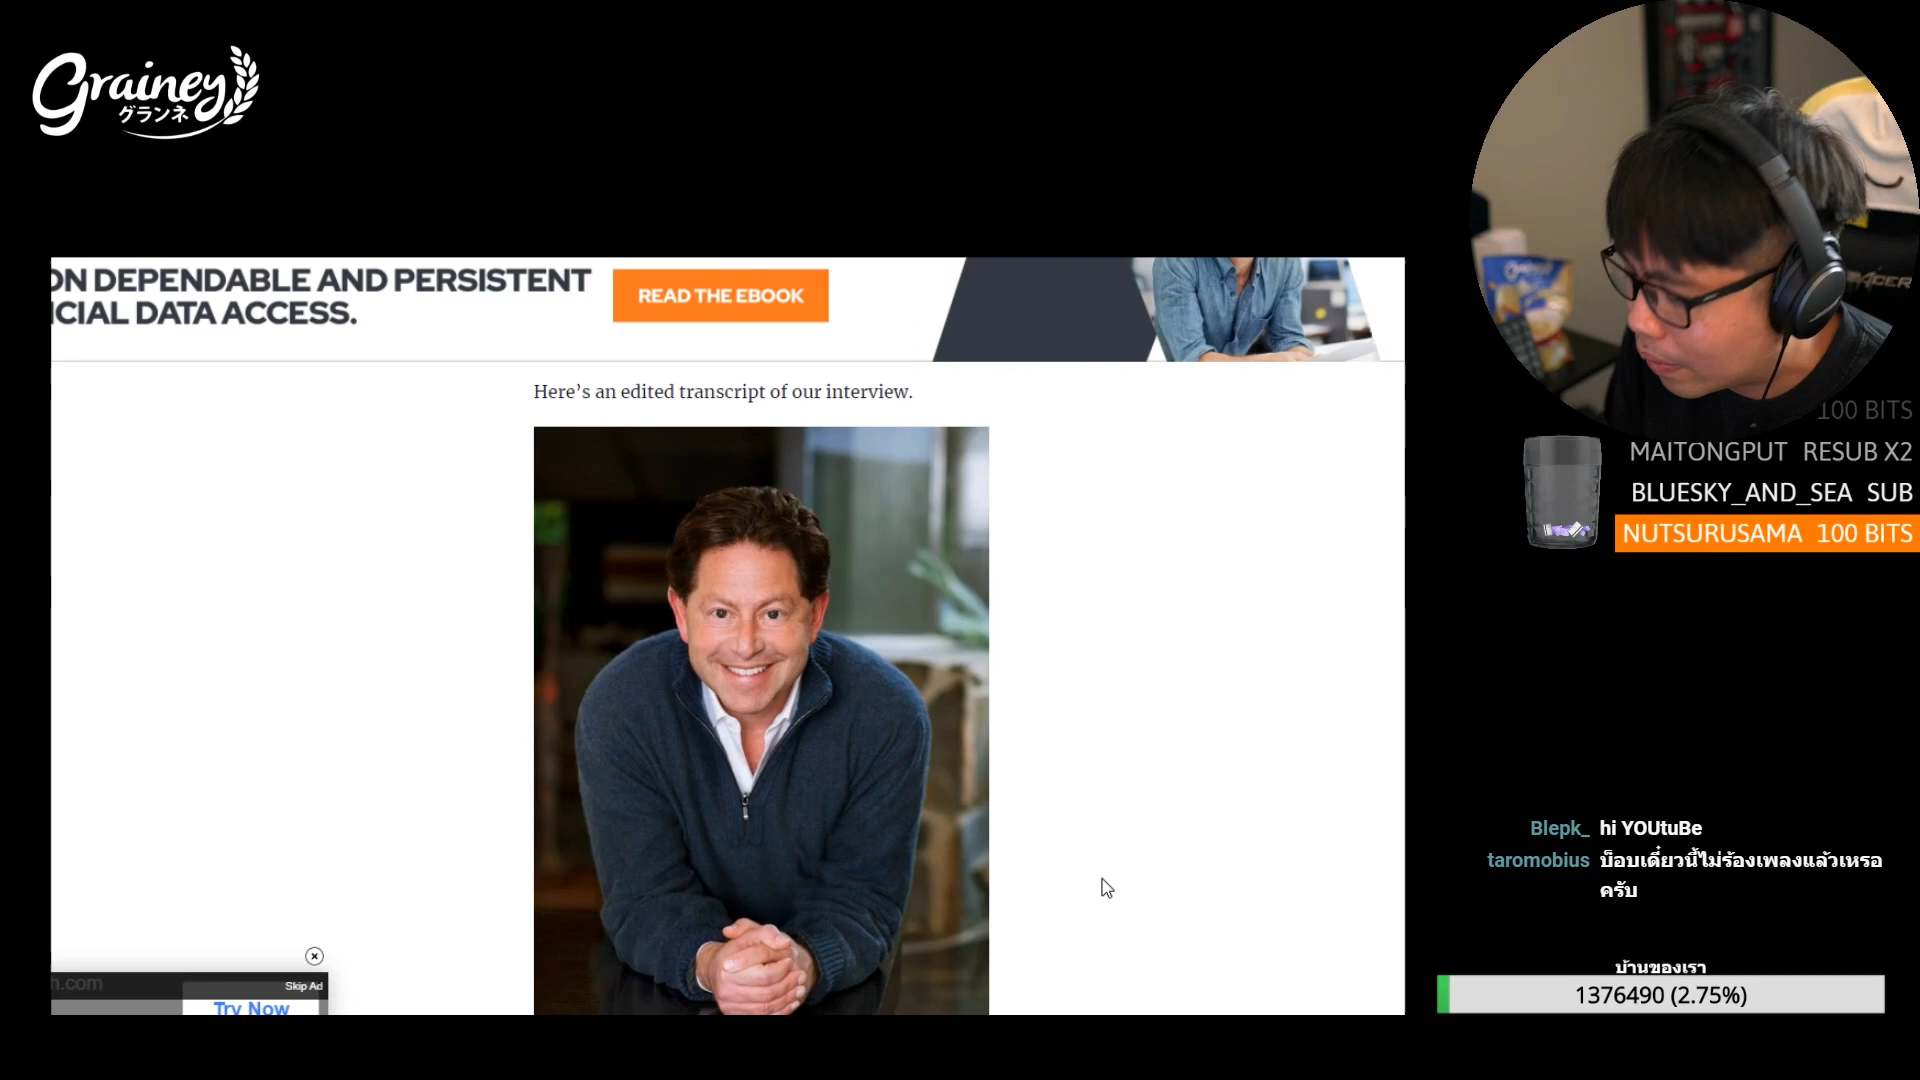 Grainey
グランネ
ON DEPENDABLE AND PERSISTENT
ICIAL DATA ACCESS.
READ THE EBOOK
Here’s an edited transcript of our interview.
100 BITS
MAITONGPUT RESUB X2
BLUESKY_AND_SEA SUB
NUTSURUSAMA 100 BITS
Blepk_ hi YOUtuBe
taromobius บ็อบเดี๋ยวนี้ไม่ร้องเพลงแล้วเหรอ
ครับ
h.com
Skip Ad
Try Now
บ้านของเรา
1376490 (2.75%)